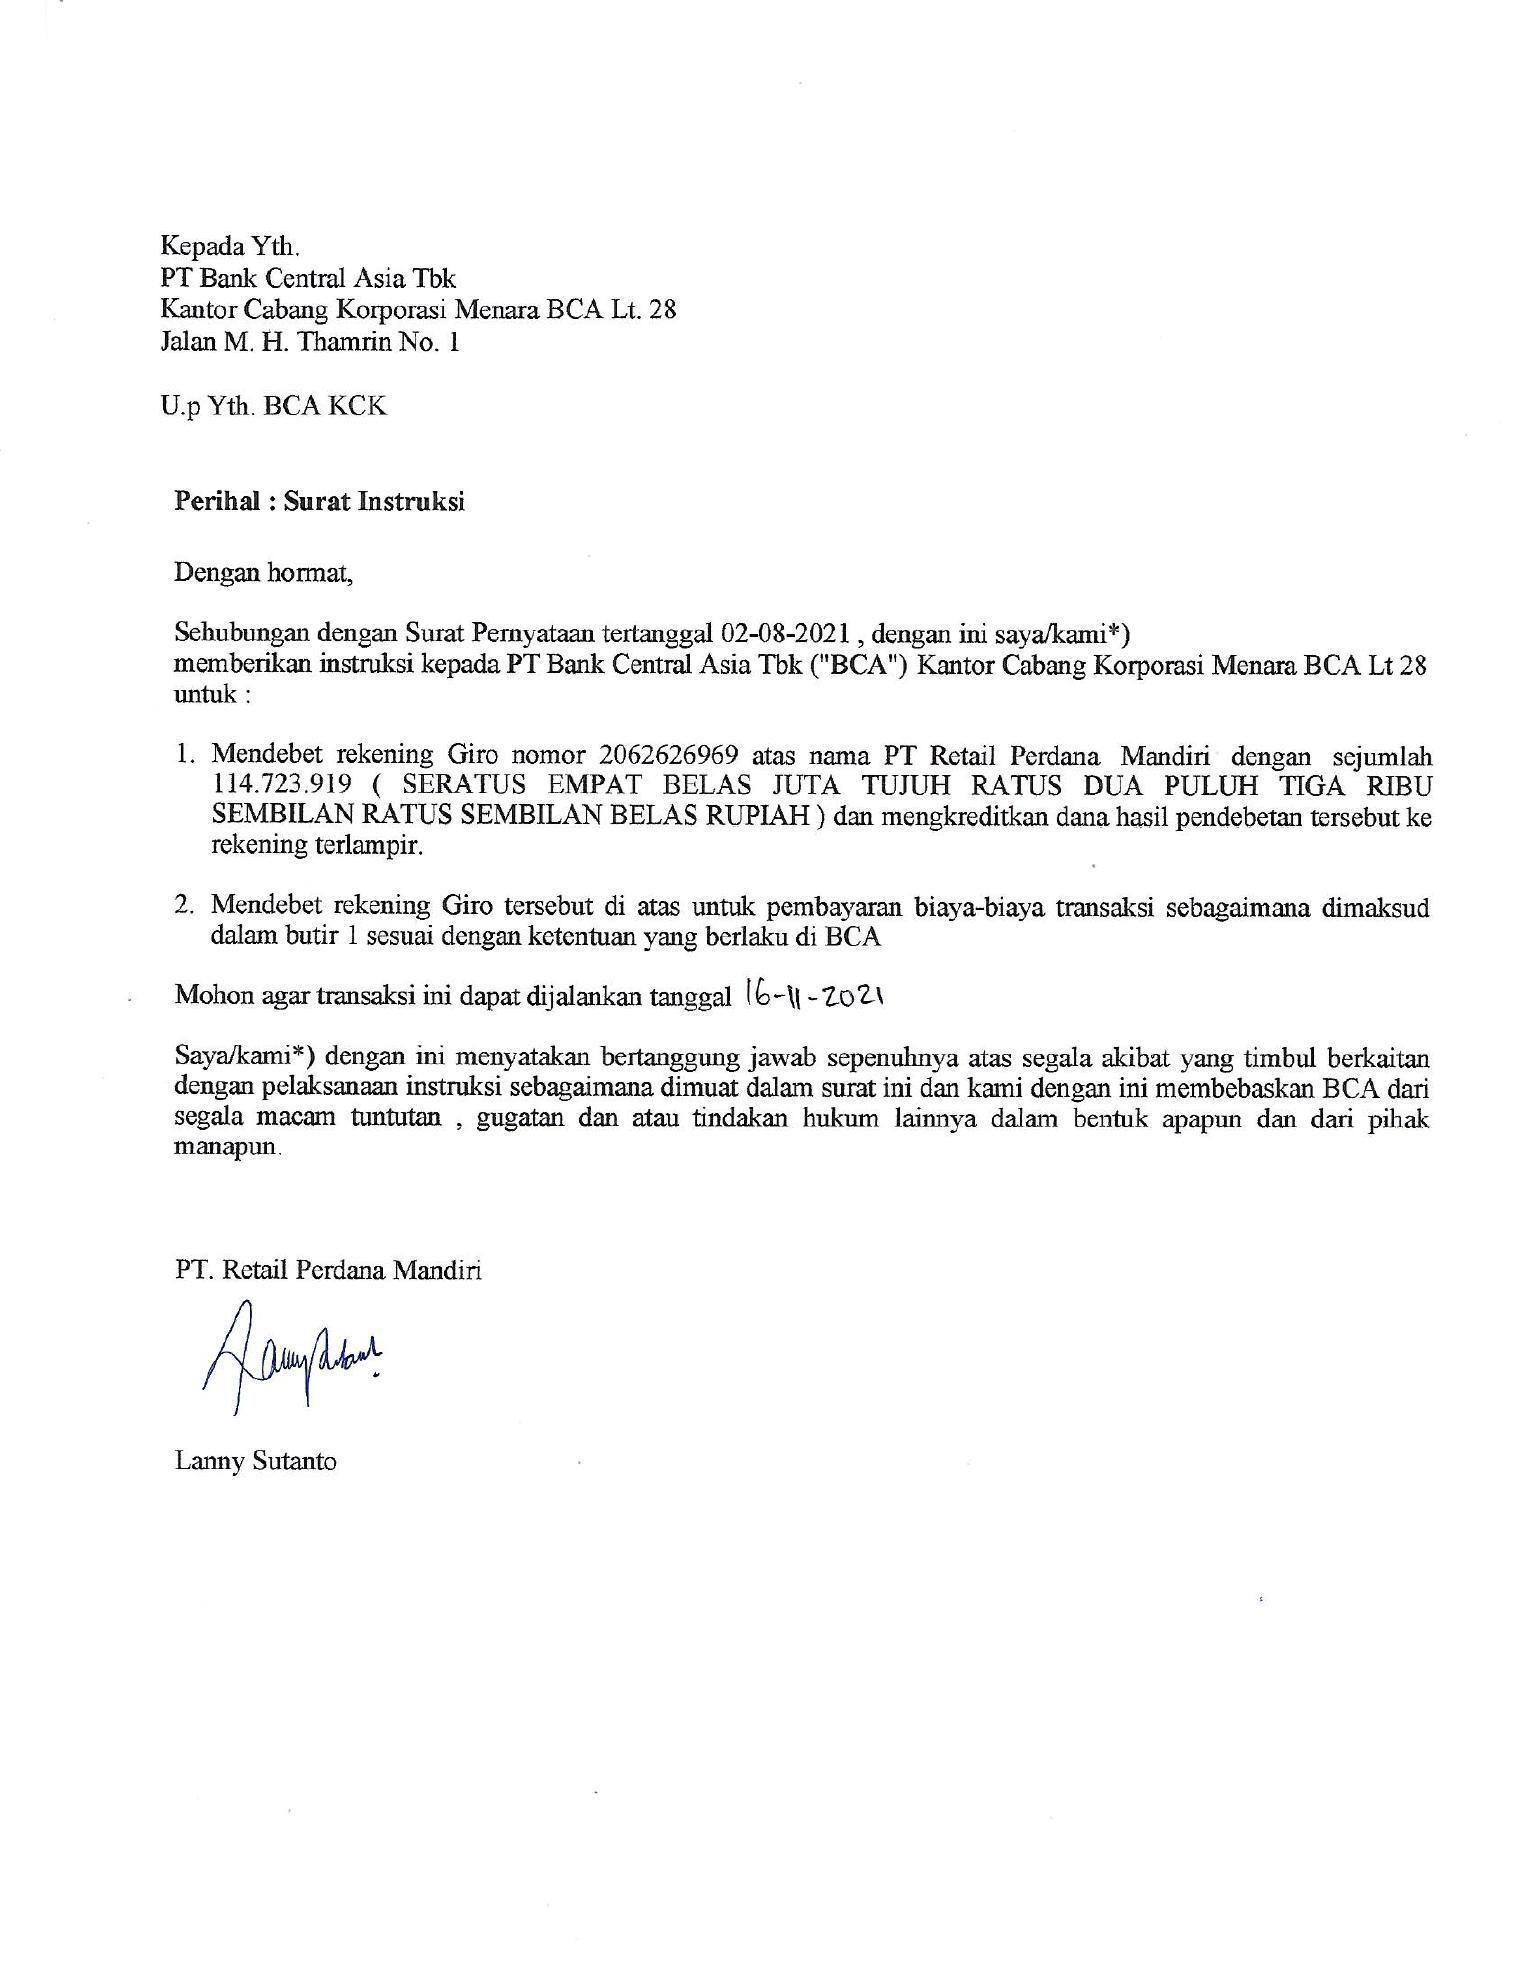 Kepada Yth.
PT Bank Central Asia Tbk
Kantor Cabang Korporasi Menara BCA Lt. 28
Jalan M. H. Thamrin No. 1
U.p Yth. BCA KCK
Perihal : Surat Instruksi
Dengan hormat,
Sehubungan dengan Surat Pernyataan tertanggal 02-08-2021 , dengan ini saya/kami*)
memberikan instruksi kepada PT Bank Central Asia Tbk ("BCA") Kantor Cabang Korporasi Menara BCA Lt 28
untuk :
1. Mendebet rekening Giro nomor 2062626969 atas nama PT Retail Perdana Mandiri dengan sejumlah
114.723.919 ( SERATUS EMPAT BELAS JUTA TUJUH RATUS DUA PULUH TIGA RIBU
SEMBILAN RATUS SEMBILAN BELAS RUPIAH ) dan mengkreditkan dana hasil pendebetan tersebut ke
rekening terlampir.
2. Mendebet rekening Giro tersebut di atas untuk pembayaran biaya-biaya transaksi sebagaimana dimaksud
dalam butir 1 sesuai dengan ketentuan yang berlaku di BCA
Mohon agar transaksi ini dapat dijalankan tanggal 16-11-2021
Saya/kami*) dengan ini menyatakan bertanggung jawab sepenuhnya atas segala akibat yang timbul berkaitan
dengan pelaksanaan instruksi sebagaimana dimuat dalam surat ini dan kami dengan ini membebaskan BCA dari
segala macam tuntutan , gugatan dan atau tindakan hukum lainnya dalam bentuk apapun dan dari pihak
manapun.
PT. Retail Perdana Mandiri
Lanny Sutanto